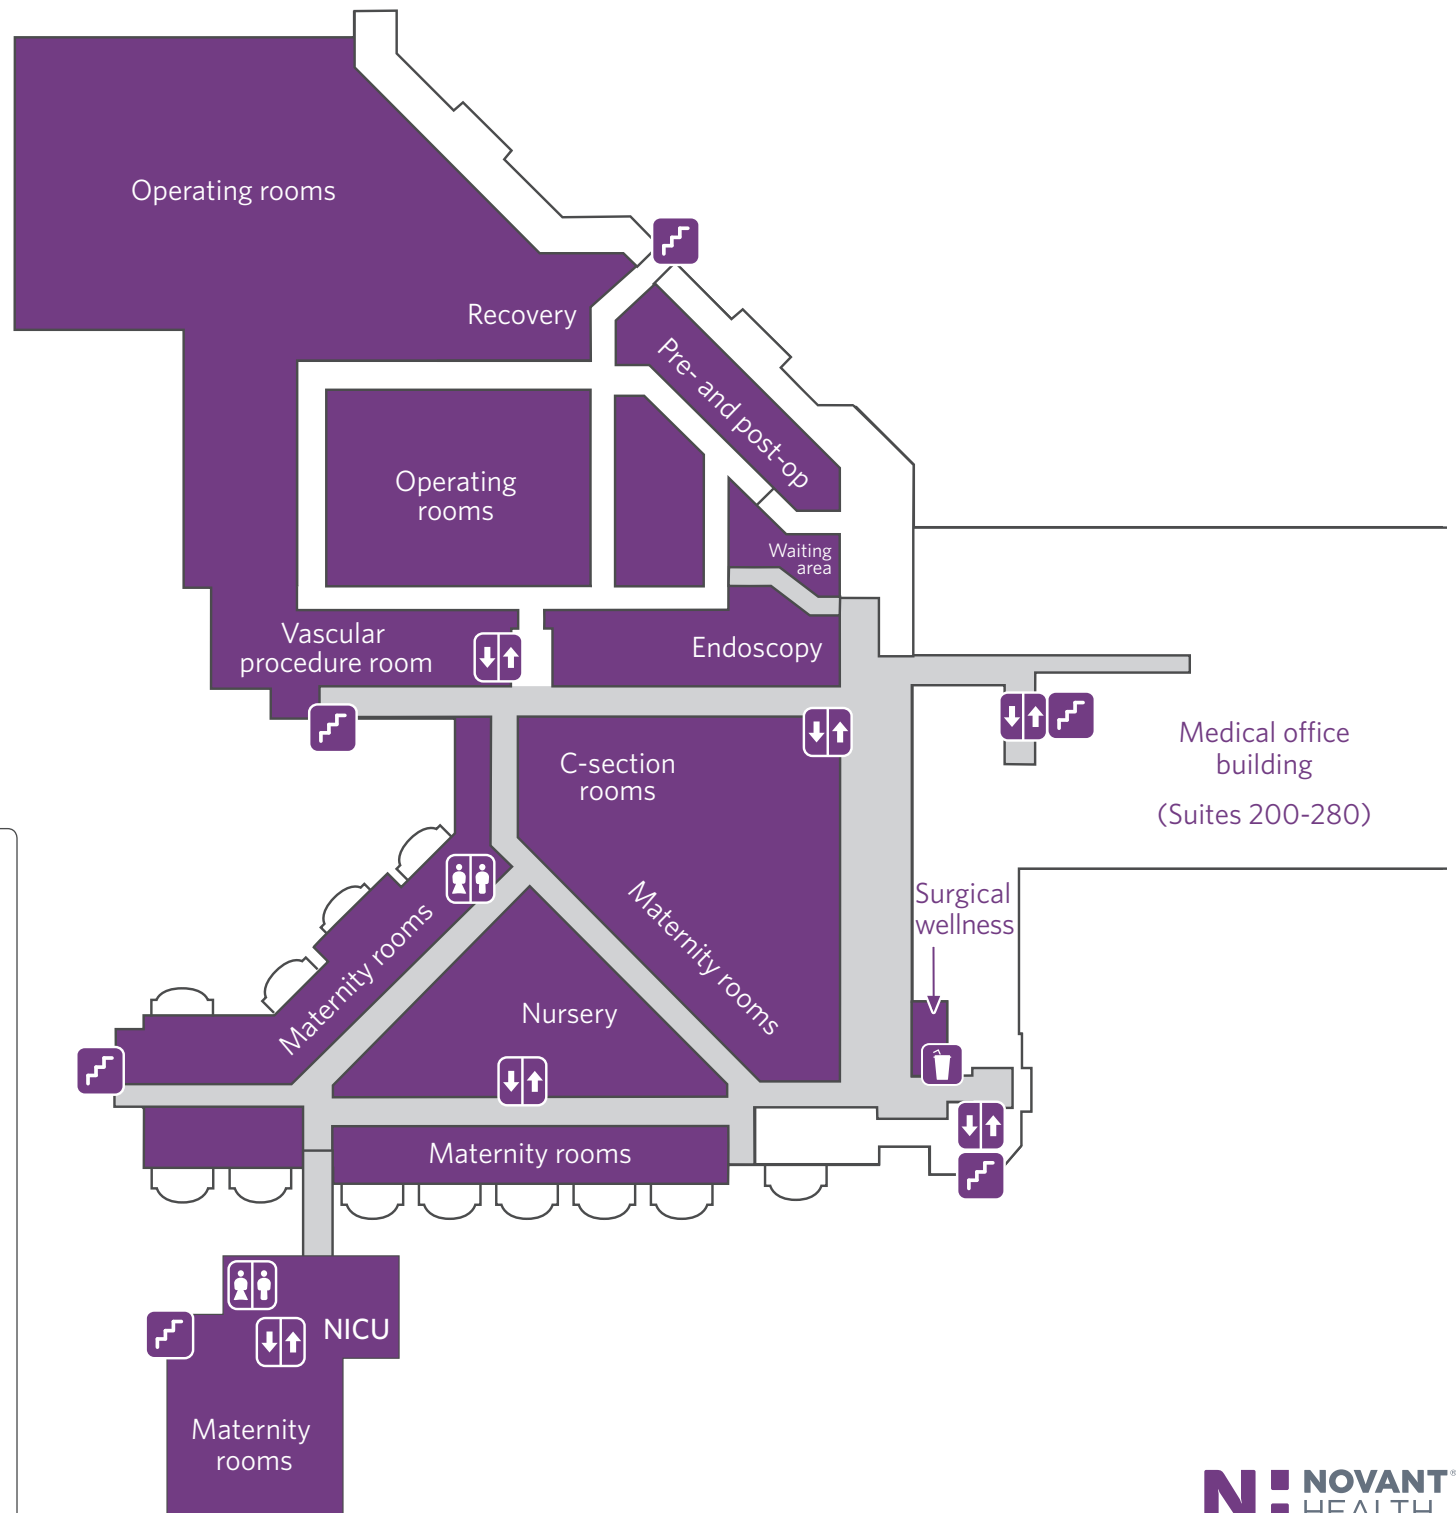 Operating rooms
Recovery
Pre- and post-op
Operating
rooms
Waiting
area
Vascular
procedure room
Endoscopy
Medical office
building
(Suites 200-280)
C-section
rooms
Surgical
wellness
Maternity rooms
Maternity rooms
Nursery
Maternity rooms
NICU
Maternity
rooms
N NOVANT®
HEALTH